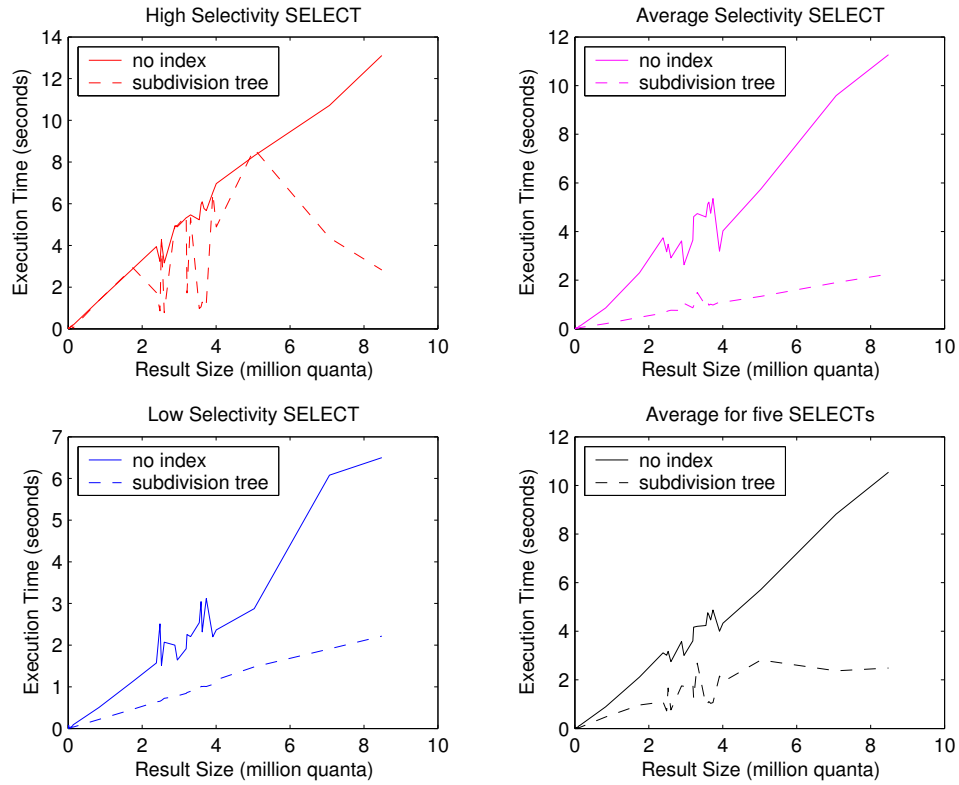 High Selectivity SELECT
Execution Time (seconds)
14
12
10
8
6
4
2
0
no index
subdivision tree
0 2 4 6 8 10
Result Size (million quanta)
Average Selectivity SELECT
Execution Time (seconds)
12
10
8
6
4
2
0
no index
subdivision tree
0 2 4 6 8 10
Result Size (million quanta)
Low Selectivity SELECT
Execution Time (seconds)
7
6
5
4
3
2
1
0
no index
subdivision tree
0 2 4 6 8 10
Result Size (million quanta)
Average for five SELECTs
Execution Time (seconds)
12
10
8
6
4
2
0
no index
subdivision tree
0 2 4 6 8 10
Result Size (million quanta)